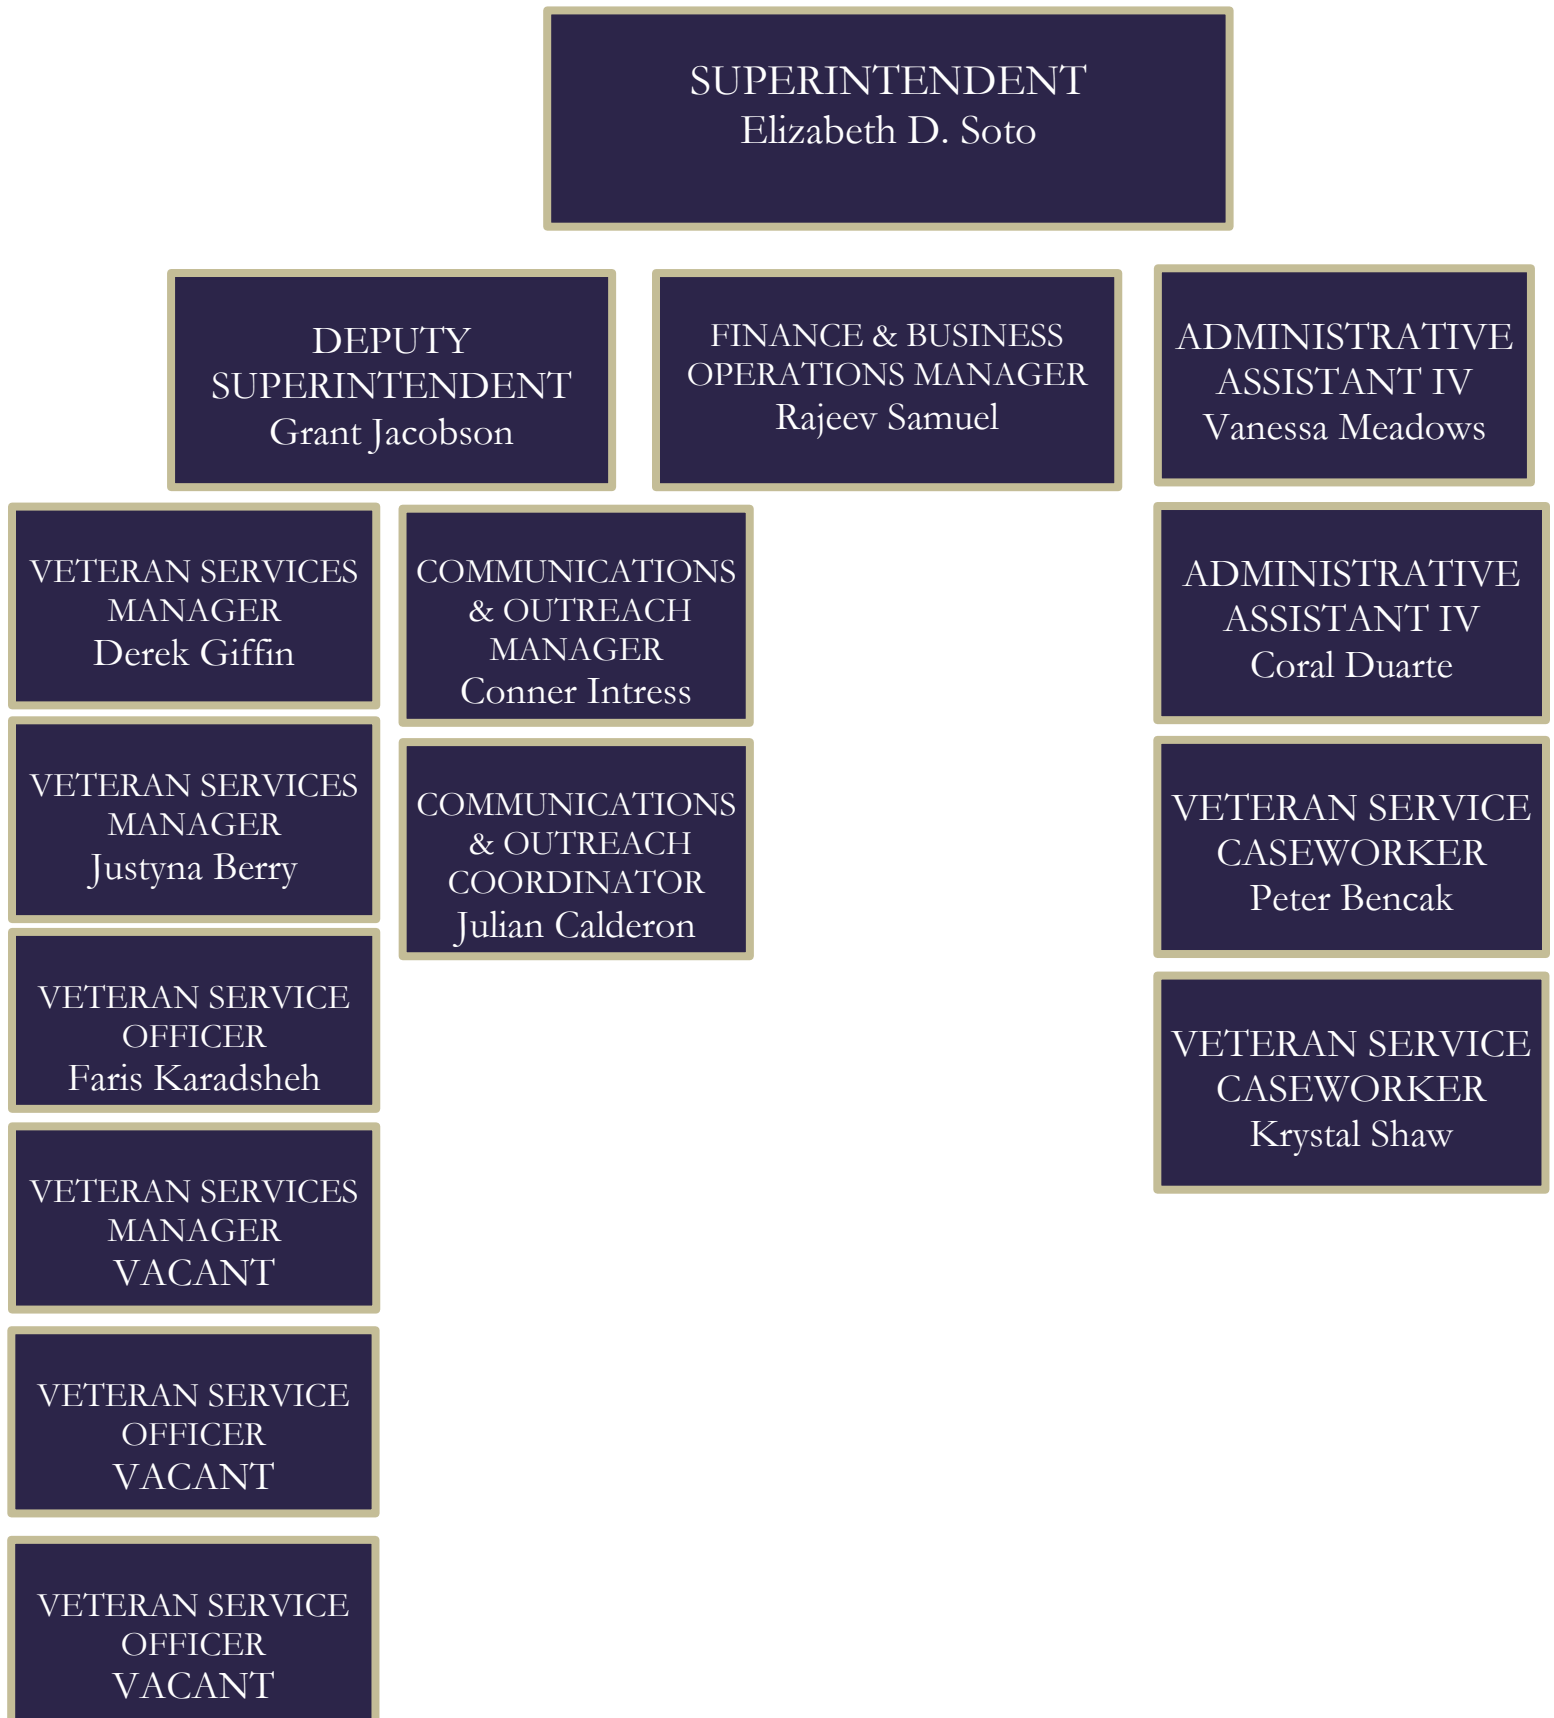 SUPERINTENDENT
Elizabeth D. Soto
DEPUTY
SUPERINTENDENT
Grant Jacobson
FINANCE & BUSINESS
OPERATIONS MANAGER
Rajeev Samuel
ADMINISTRATIVE
ASSISTANT IV
Vanessa Meadows
VETERAN SERVICES
MANAGER
Derek Giffin
COMMUNICATIONS
& OUTREACH
MANAGER
Conner Intress
ADMINISTRATIVE
ASSISTANT IV
Coral Duarte
VETERAN SERVICES
MANAGER
Justyna Berry
COMMUNICATIONS
& OUTREACH
COORDINATOR
Julian Calderon
VETERAN SERVICE
CASEWORKER
Peter Bencak
VETERAN SERVICE
OFFICER
Faris Karadsheh
VETERAN SERVICE
CASEWORKER
Krystal Shaw
VETERAN SERVICES
MANAGER
VACANT
VETERAN SERVICE
OFFICER
VACANT
VETERAN SERVICE
OFFICER
VACANT